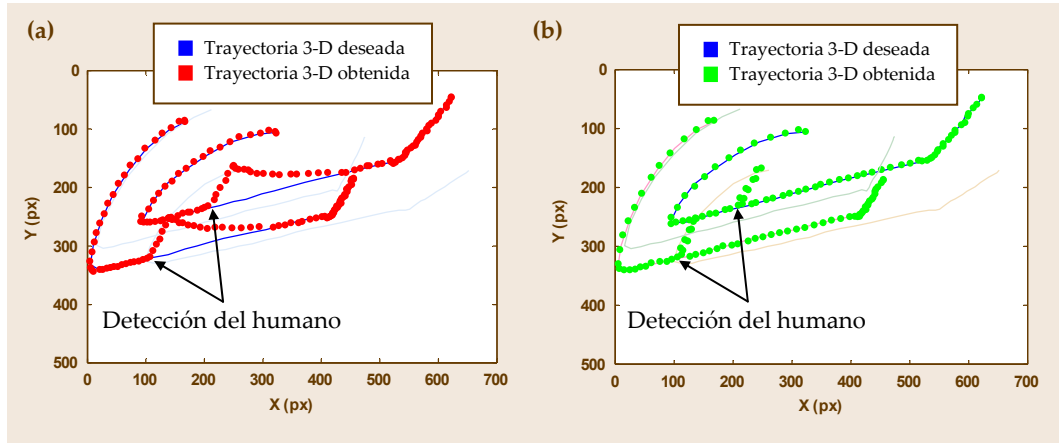 (a)
Trayectoria 3-D deseada
Trayectoria 3-D obtenida
0
100
200
300
400
500
Y (px)
Detección del humano
0 100 200 300 400 500 600 700
X (px)
(b)
Trayectoria 3-D deseada
Trayectoria 3-D obtenida
0
100
200
300
400
500
Y (px)
Detección del humano
0 100 200 300 400 500 600 700
X (px)